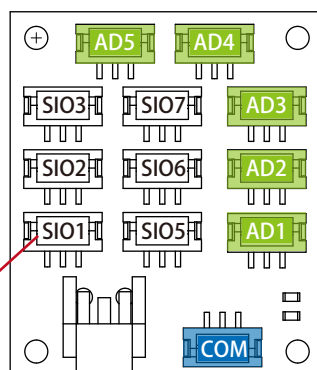 AD5 AD4
SIO3 SIO7 AD3
SIO2 SIO6 AD2
SIO1 SIO5 AD1
COM